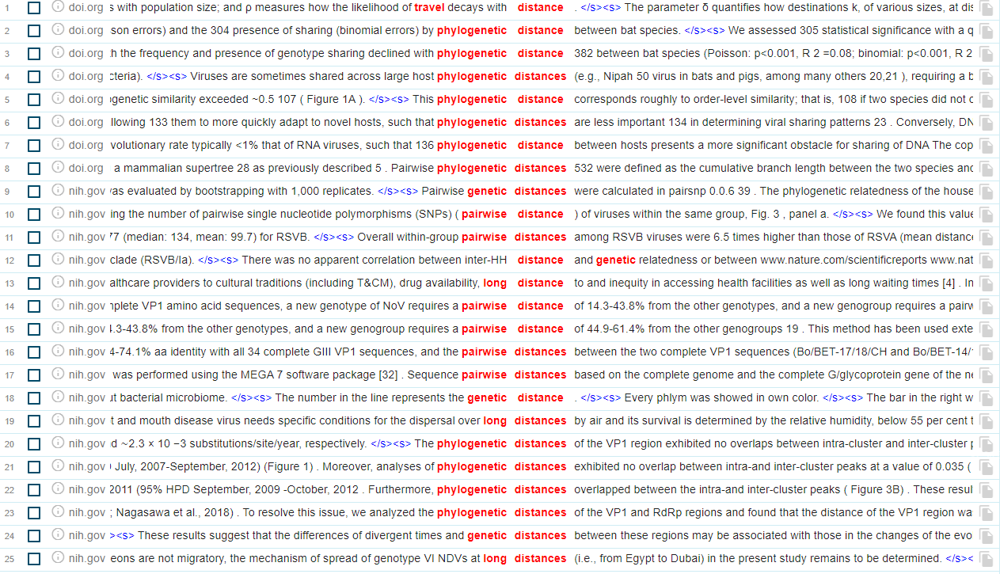 1 doi.org s with population size; and ρ measures how the likelihood of travel decays with distance . </s><s> The parameter δ quantifies how destinations k, of various sizes, at dis
2 doi.org son errors) and the 304 presence of sharing (binomial errors) by phylogenetic distance between bat species. </s><s> We assessed 305 statistical significance with a q
3 doi.org h the frequency and presence of genotype sharing declined with phylogenetic distance 382 between bat species (Poisson: p<0.001, R 2 =0.08; binomial: p<0.001, R 2
4 doi.org cteria). </s><s> Viruses are sometimes shared across large host phylogenetic distances (e.g., Nipah 50 virus in bats and pigs, among many others 20,21 ), requiring a b
5 doi.org ogenetic similarity exceeded ~0.5 107 ( Figure 1A ). </s><s> This phylogenetic distances corresponds roughly to order-level similarity; that is, 108 if two species did not c
6 doi.org llowing 133 them to more quickly adapt to novel hosts, such that phylogenetic distances are less important 134 in determining viral sharing patterns 23 . Conversely, DN
7 doi.org volutionary rate typically <1% that of RNA viruses, such that 136 phylogenetic distance between hosts presents a more significant obstacle for sharing of DNA The cop
8 doi.org a mammalian supertree 28 as previously described 5 . Pairwise phylogenetic distances 532 were defined as the cumulative branch length between the two species and
9 nih.gov as evaluated by bootstrapping with 1,000 replicates. </s><s> Pairwise genetic distances were calculated in pairsnp 0.0.6 39 . The phylogenetic relatedness of the house
10 nih.gov ing the number of pairwise single nucleotide polymorphisms (SNPs) ( pairwise distance ) of viruses within the same group, Fig. 3 , panel a. </s><s> We found this value
11 nih.gov 77 (median: 134, mean: 99.7) for RSVB. </s><s> Overall within-group pairwise distances among RSVB viruses were 6.5 times higher than those of RSVA (mean distance
12 nih.gov clade (RSVB/Ia). </s><s> There was no apparent correlation between inter-HH distance and genetic relatedness or between www.nature.com/scientificreports www.nat
13 nih.gov althcare providers to cultural traditions (including T&CM), drug availability, long distance to and inequity in accessing health facilities as well as long waiting times [4] . In
14 nih.gov nplete VP1 amino acid sequences, a new genotype of NoV requires a pairwise distance of 14.3-43.8% from the other genotypes, and a new genogroup requires a pairw
15 nih.gov 4.3-43.8% from the other genotypes, and a new genogroup requires a pairwise distance of 44.9-61.4% from the other genogroups 19 . This method has been used exte
16 nih.gov 4-74.1% aa identity with all 34 complete GIII VP1 sequences, and the pairwise distance between the two complete VP1 sequences (Bo/BET-17/18/CH and Bo/BET-14/
17 nih.gov was performed using the MEGA 7 software package [32] . Sequence pairwise distances based on the complete genome and the complete G/glycoprotein gene of the ne
18 nih.gov ut bacterial microbiome. </s><s> The number in the line represents the genetic distance . </s><s> Every phlym was showed in own color. </s><s> The bar in the right w
19 nih.gov t and mouth disease virus needs specific conditions for the dispersal over long distances by air and its survival is determined by the relative humidity, below 55 per cent t
20 nih.gov d ~2.3 × 10 −3 substitutions/site/year, respectively. </s><s> The phylogenetic distances of the VP1 region exhibited no overlaps between intra-cluster and inter-cluster p
21 nih.gov July, 2007-September, 2012) (Figure 1) . Moreover, analyses of phylogenetic distances exhibited no overlap between intra-and inter-cluster peaks at a value of 0.035 (
22 nih.gov 2011 (95% HPD September, 2009 -October, 2012 . Furthermore, phylogenetic distances overlapped between the intra-and inter-cluster peaks ( Figure 3B) . These resul
23 nih.gov ; Nagasawa et al., 2018) . To resolve this issue, we analyzed the phylogenetic distances of the VP1 and RdRp regions and found that the distance of the VP1 region wa
24 nih.gov ><s> These results suggest that the differences of divergent times and genetic distances between these regions may be associated with those in the changes of the evo
25 nih.gov eons are not migratory, the mechanism of spread of genotype VI NDVs at long distances (i.e., from Egypt to Dubai) in the present study remains to be determined. </s><